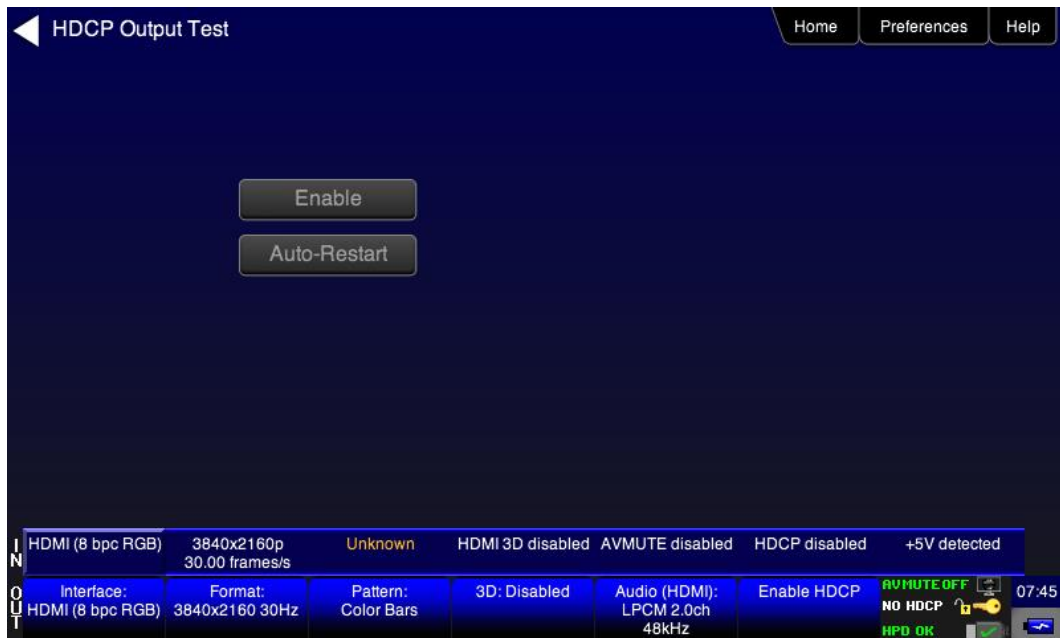 HDCP Output Test
Home
Preferences
Help
Enable
Auto-Restart
IN
HDMI (8 bpc RGB)
3840x2160p
30.00 frames/s
Unknown
HDMI 3D disabled
AVMUTE disabled
HDCP disabled
+5V detected
OUT
Interface:
HDMI (8 bpc RGB)
Format:
3840x2160 30Hz
Pattern:
Color Bars
3D: Disabled
Audio (HDMI):
LPCM 2.0ch
48kHz
Enable HDCP
AVMUTE OFF
NO HDCP
HPD OK
07:45